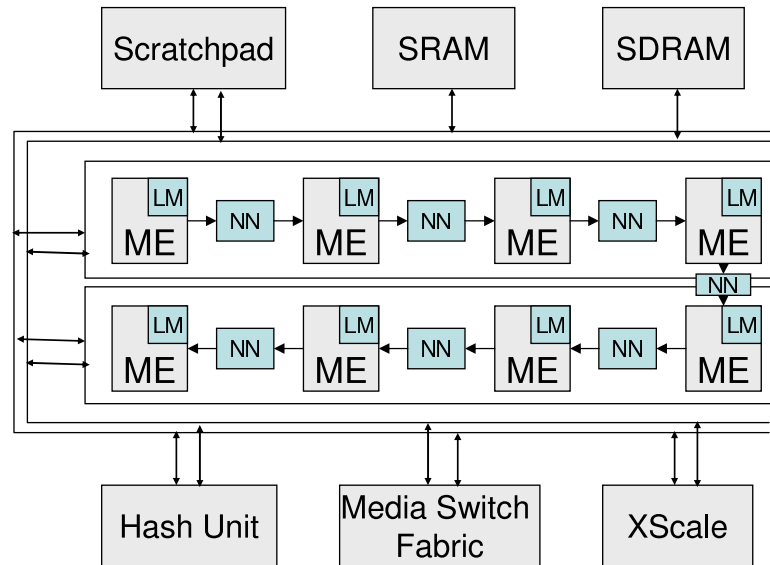 Scratchpad
SRAM
SDRAM
LM
ME
NN
LM
ME
NN
LM
ME
NN
LM
ME
NN
LM
ME
NN
LM
ME
NN
LM
ME
NN
LM
ME
Hash Unit
Media Switch
Fabric
XScale